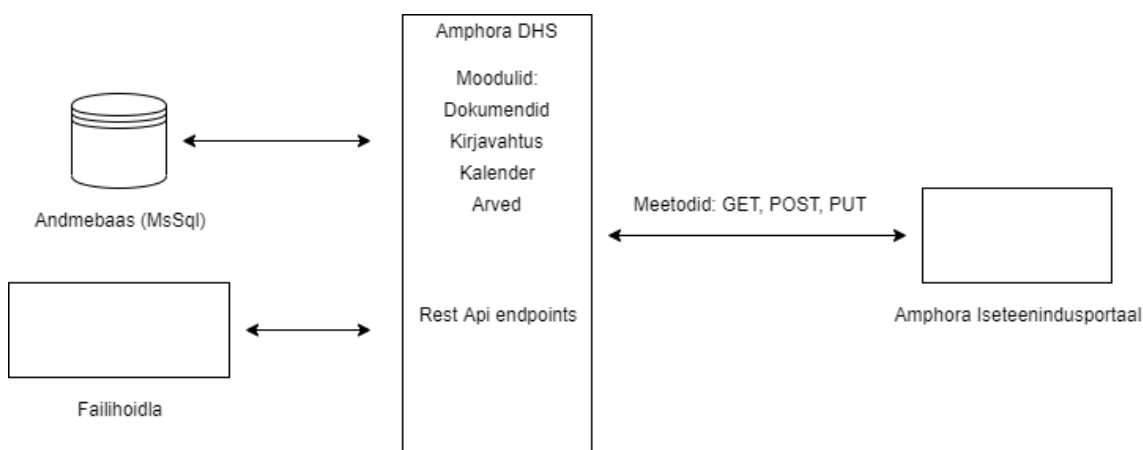 Amphora DHS
Moodulid:
Dokumendid
Kirjavahtus
Kalender
Arved
Rest Api endpoints
Andmebaas (MsSql)
Failihoidla
Meetodid: GET, POST, PUT
Amphora Iseteenindusportaal